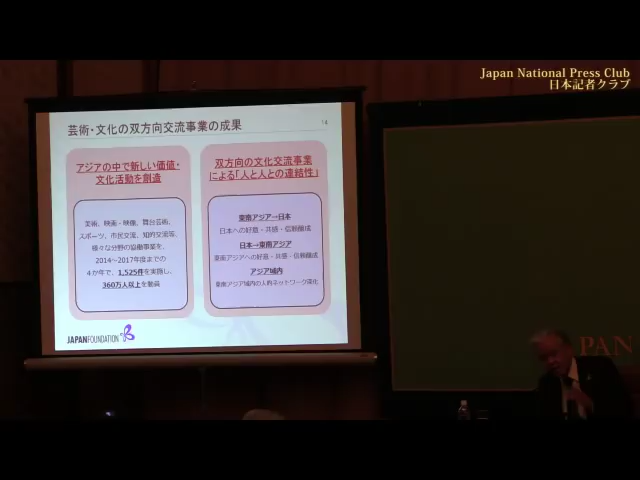 Japan National Press Club
日本記者クラブ
芸術・文化の双方向交流事業の成果
14
アジアの中で新しい価値・
文化活動を創造
美術、映画・映像、舞台芸術、
スポーツ、市民交流、知的交流等、
様々な分野の協働事業を、
2014～2017年度までの
4か年で、1,525件を実施し、
360万人以上を動員
双方向の文化交流事業
による「人と人との連結性」
東南アジア→日本
日本への好意・共感・信頼醸成
日本→東南アジア
東南アジアへの好意・共感・信頼醸成
アジア域内
東南アジア域内の人的ネットワーク深化
JAPANFOUNDATION
PAN